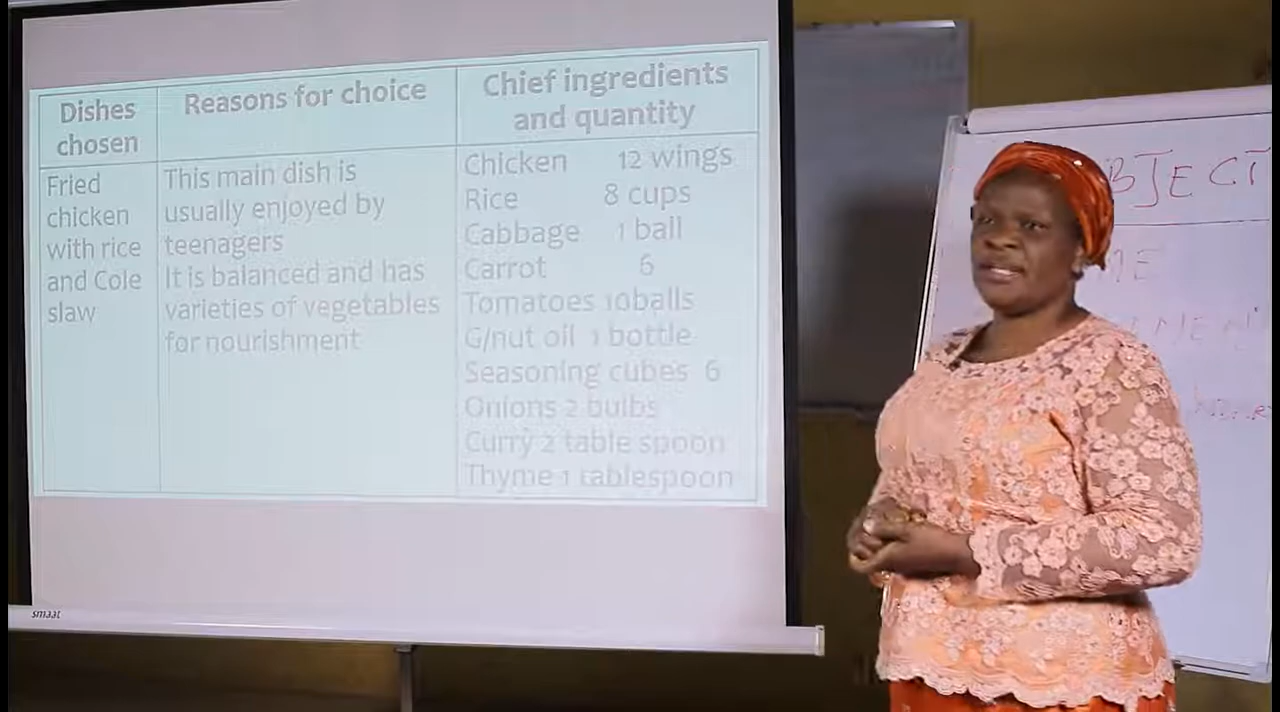 Dishes chosen
Reasons for choice
Chief ingredients and quantity
Fried
chicken
with rice
and Cole
slaw
This main dish is
usually enjoyed by
teenagers
It is balanced and has
varieties of vegetables
for nourishment
Chicken 12 wings
Rice 8 cups
Cabbage 1 ball
Carrot 6
Tomatoes 10balls
G/nut oil 1 bottle
Seasoning cubes 6
Onions 2 bulbs
Curry 2 table spoon
Thyme 1 tablespoon
smaat
BJECT
ME